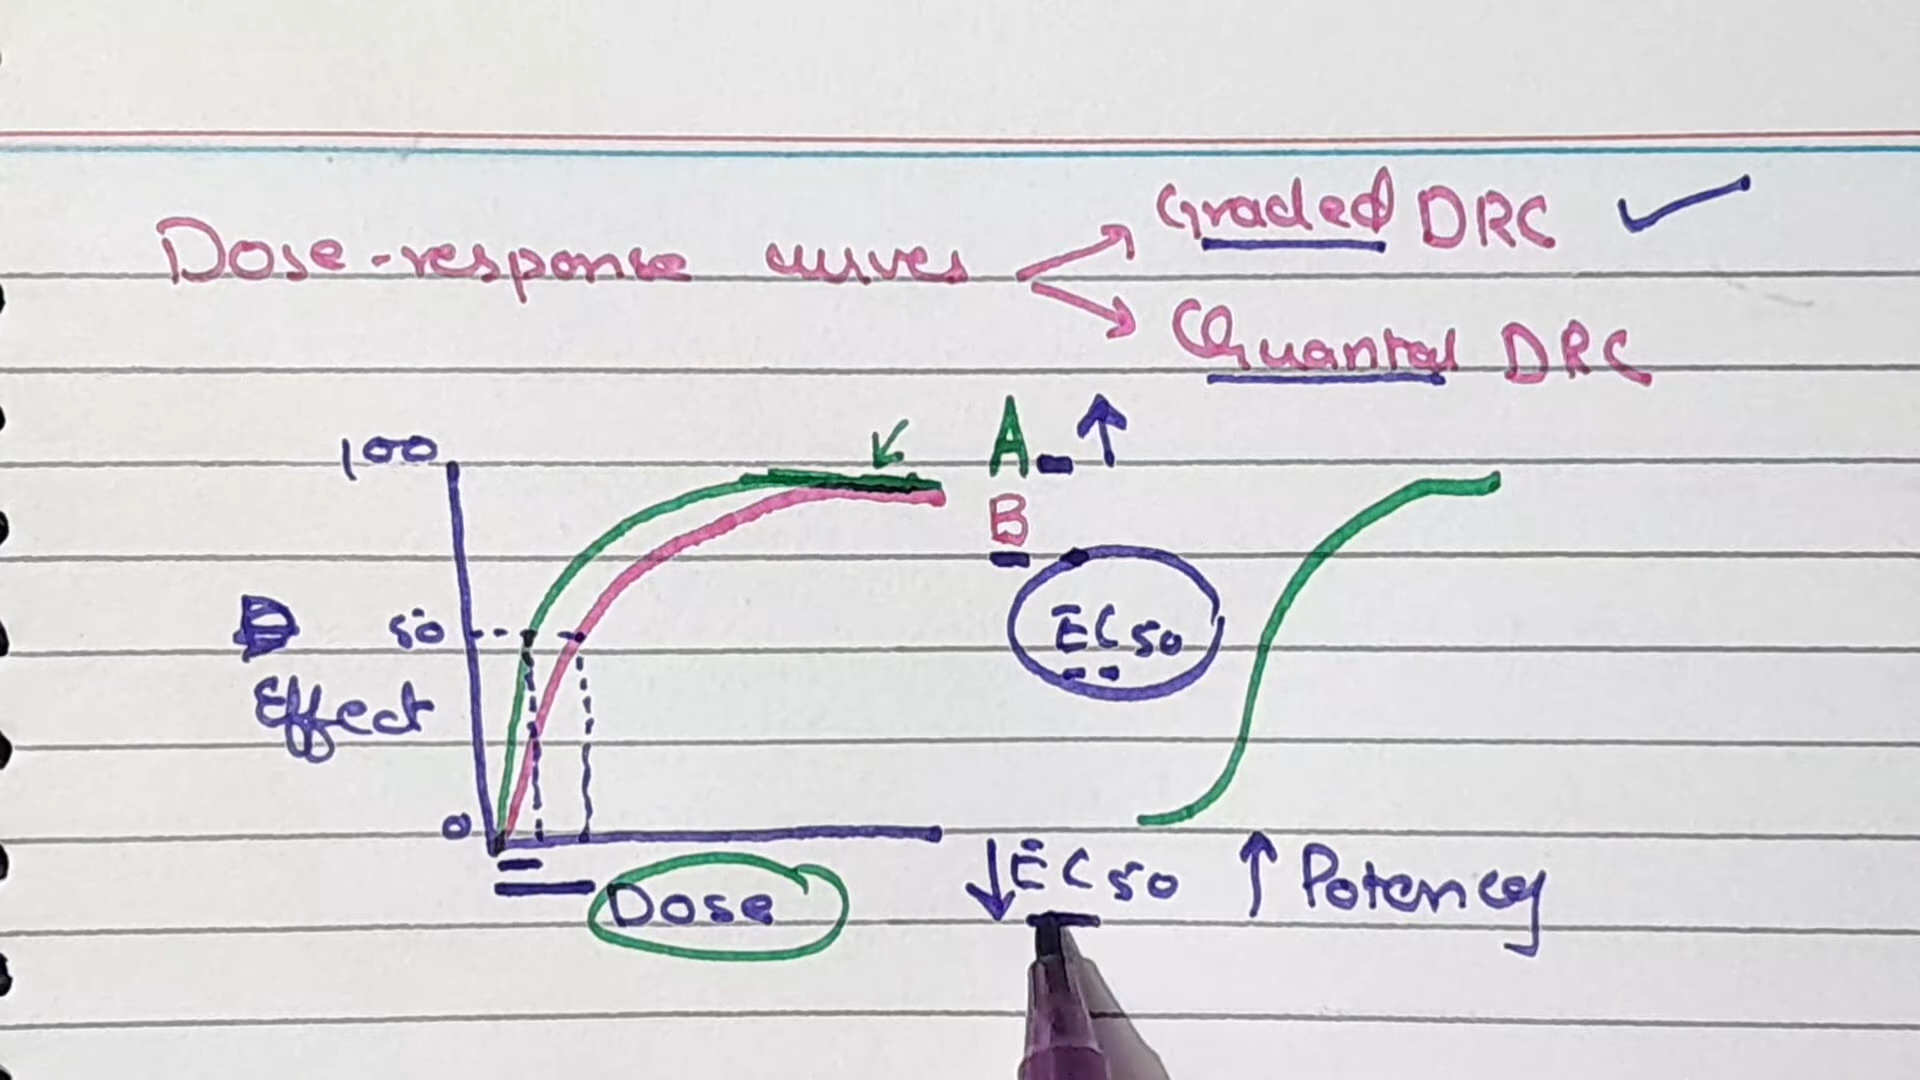 Graded DRC
Dose-response curves
Quantal DRC
100
A
B
50
EC50
Effect
0
Dose
EC50
Potency